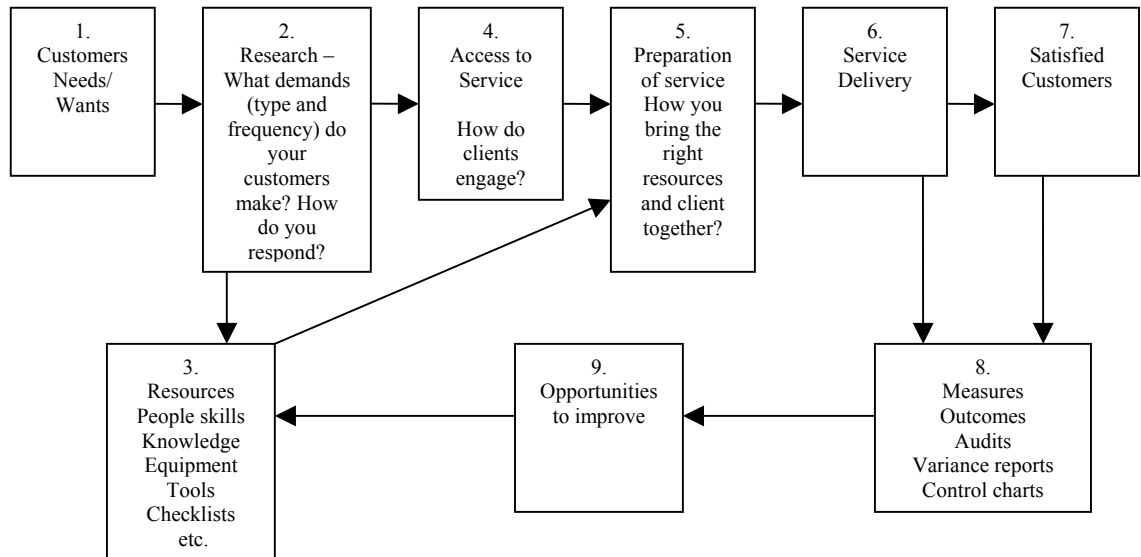 1.
Customers
Needs/
Wants
2.
Research –
What demands
(type and
frequency) do
your
customers
make? How
do you
respond?
4.
Access to
Service
How do
clients
engage?
5.
Preparation
of service
How you
bring the
right
resources
and client
together?
6.
Service
Delivery
7.
Satisfied
Customers
3.
Resources
People skills
Knowledge
Equipment
Tools
Checklists
etc.
9.
Opportunities
to improve
8.
Measures
Outcomes
Audits
Variance reports
Control charts